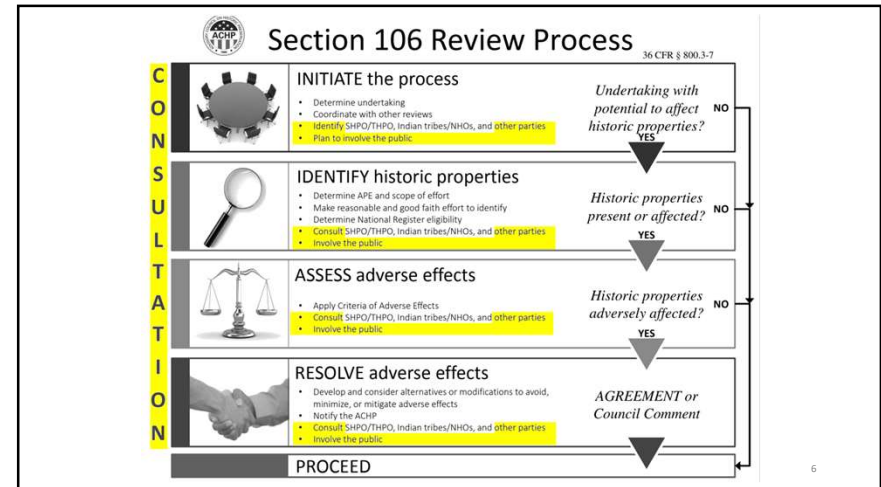 ACHP
Section 106 Review Process
36 CFR § 800.3-7
CONSULTATION
INITIATE the process
• Determine undertaking
• Coordinate with other reviews
• Identify SHPO/THPO, Indian tribes/NHOs, and other parties
• Plan to involve the public
Undertaking with
potential to affect
historic properties?
NO
YES
IDENTIFY historic properties
• Determine APE and scope of effort
• Make reasonable and good faith effort to identify
• Determine National Register eligibility
• Consult SHPO/THPO, Indian tribes/NHOs, and other parties
• Involve the public
Historic properties
present or affected?
NO
YES
ASSESS adverse effects
• Apply Criteria of Adverse Effects
• Consult SHPO/THPO, Indian tribes/NHOs, and other parties
• Involve the public
Historic properties
adversely affected?
NO
YES
RESOLVE adverse effects
• Develop and consider alternatives or modifications to avoid,
minimize, or mitigate adverse effects
• Notify the ACHP
• Consult SHPO/THPO, Indian tribes/NHOs, and other parties
• Involve the public
AGREEMENT or
Council Comment
PROCEED
6